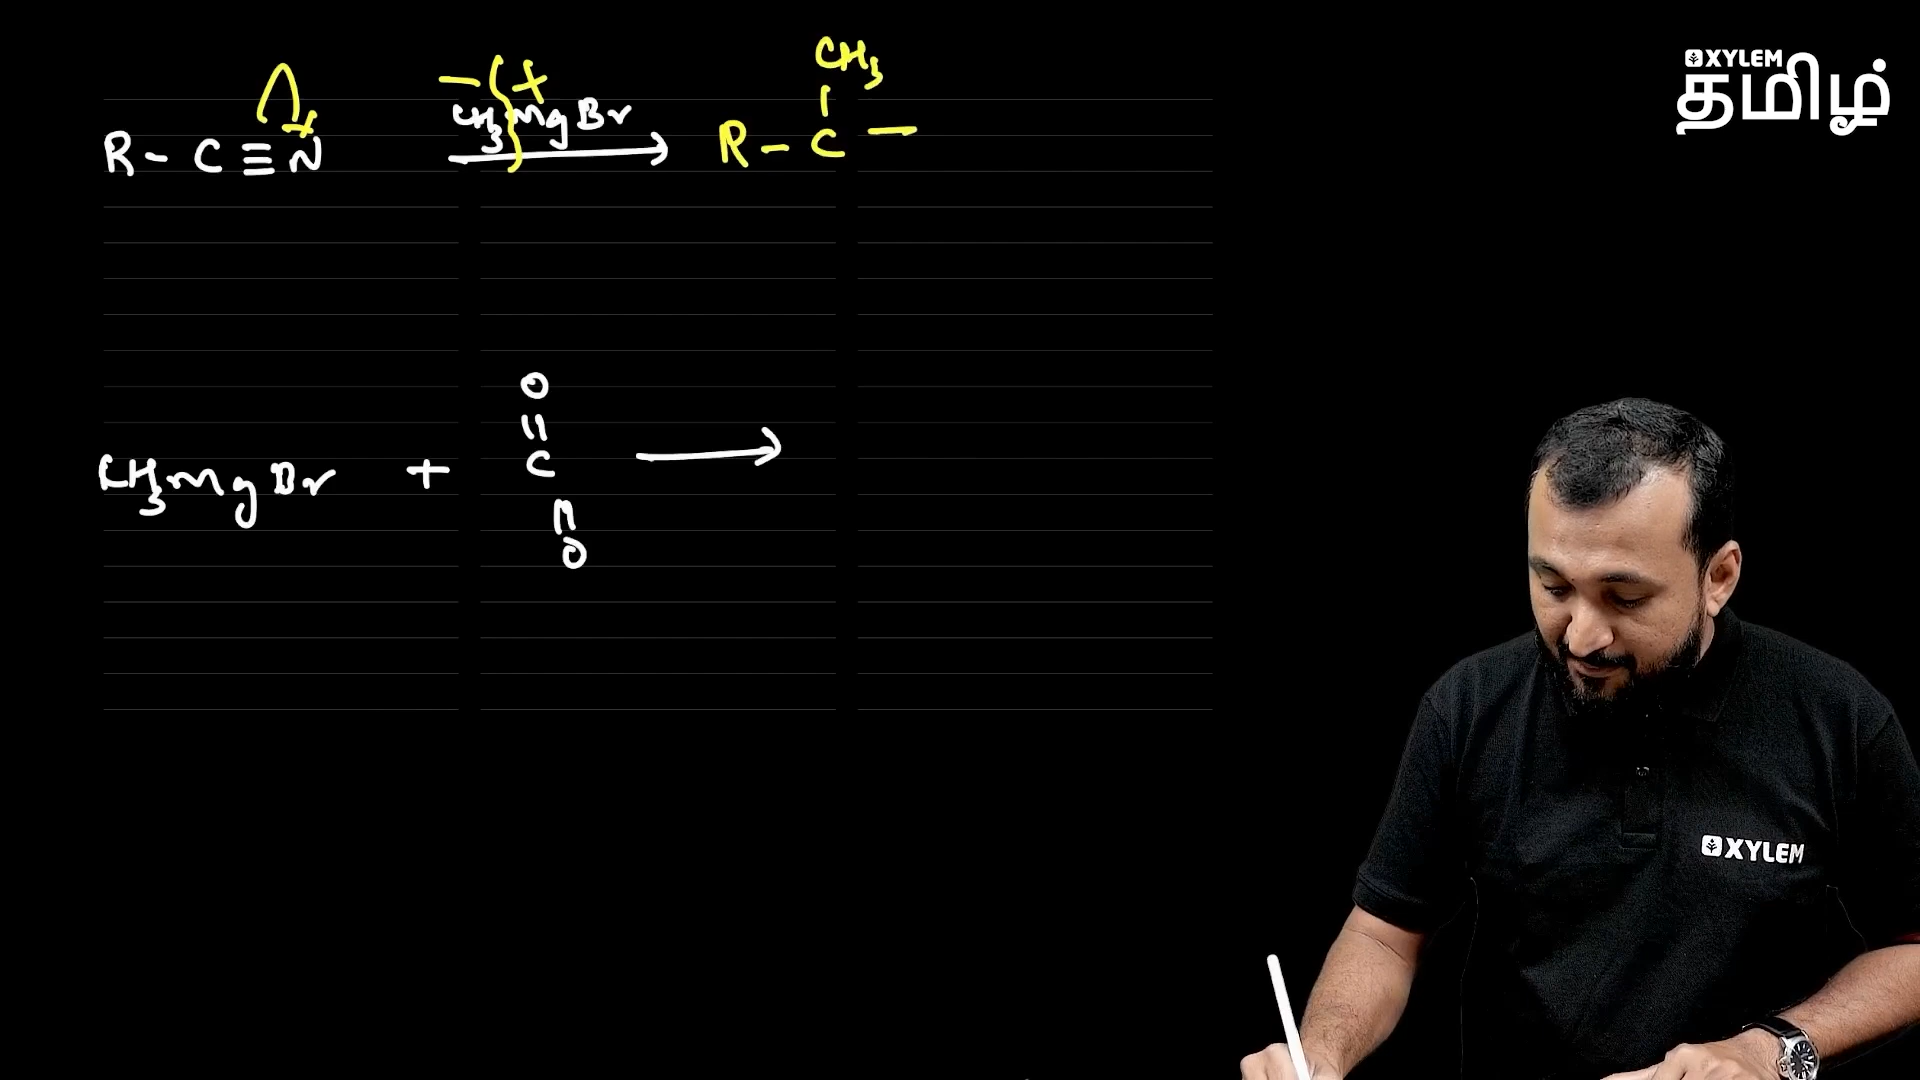 XYLEM
தமிழ்
CH3
- +
CH3MgBr
R - C ≡ N → R - C -
O
CH3MgBr + C →
O
XYLEM